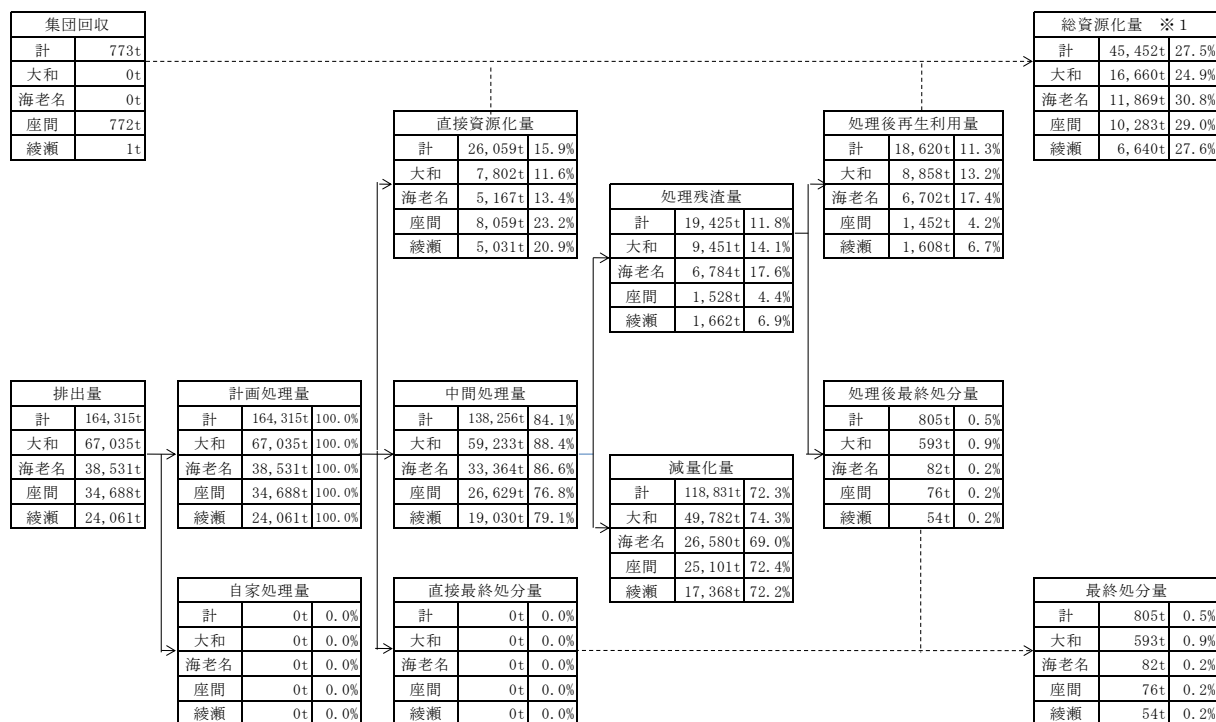 集団回収
計 773t
大和 0t
海老名 0t
座間 772t
綾瀬 1t
総資源化量 ※1
計 45,452t 27.5%
大和 16,660t 24.9%
海老名 11,869t 30.8%
座間 10,283t 29.0%
綾瀬 6,640t 27.6%
直接資源化量
計 26,059t 15.9%
大和 7,802t 11.6%
海老名 5,167t 13.4%
座間 8,059t 23.2%
綾瀬 5,031t 20.9%
処理後再生利用量
計 18,620t 11.3%
大和 8,858t 13.2%
海老名 6,702t 17.4%
座間 1,452t 4.2%
綾瀬 1,608t 6.7%
処理残渣量
計 19,425t 11.8%
大和 9,451t 14.1%
海老名 6,784t 17.6%
座間 1,528t 4.4%
綾瀬 1,662t 6.9%
排出量
計 164,315t
大和 67,035t
海老名 38,531t
座間 34,688t
綾瀬 24,061t
計画処理量
計 164,315t 100.0%
大和 67,035t 100.0%
海老名 38,531t 100.0%
座間 34,688t 100.0%
綾瀬 24,061t 100.0%
中間処理量
計 138,256t 84.1%
大和 59,233t 88.4%
海老名 33,364t 86.6%
座間 26,629t 76.8%
綾瀬 19,030t 79.1%
処理後最終処分量
計 805t 0.5%
大和 593t 0.9%
海老名 82t 0.2%
座間 76t 0.2%
綾瀬 54t 0.2%
減量化量
計 118,831t 72.3%
大和 49,782t 74.3%
海老名 26,580t 69.0%
座間 25,101t 72.4%
綾瀬 17,368t 72.2%
自家処理量
計 0t 0.0%
大和 0t 0.0%
海老名 0t 0.0%
座間 0t 0.0%
綾瀬 0t 0.0%
直接最終処分量
計 0t 0.0%
大和 0t 0.0%
海老名 0t 0.0%
座間 0t 0.0%
綾瀬 0t 0.0%
最終処分量
計 805t 0.5%
大和 593t 0.9%
海老名 82t 0.2%
座間 76t 0.2%
綾瀬 54t 0.2%